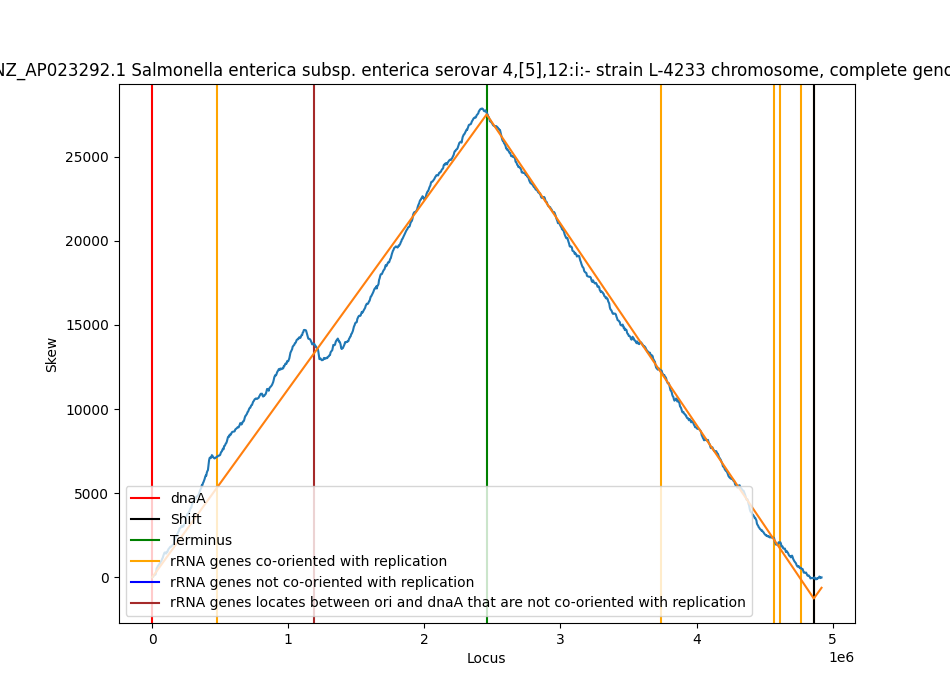 NZ_AP023292.1 Salmonella enterica subsp. enterica serovar 4,[5],12:i:- strain L-4233 chromosome, complete geno
25000
20000
15000
10000
5000
0
Skew
dnaA
Shift
Terminus
rRNA genes co-oriented with replication
rRNA genes not co-oriented with replication
rRNA genes locates between ori and dnaA that are not co-oriented with replication
0 1 2 3 4 5
1e6
Locus